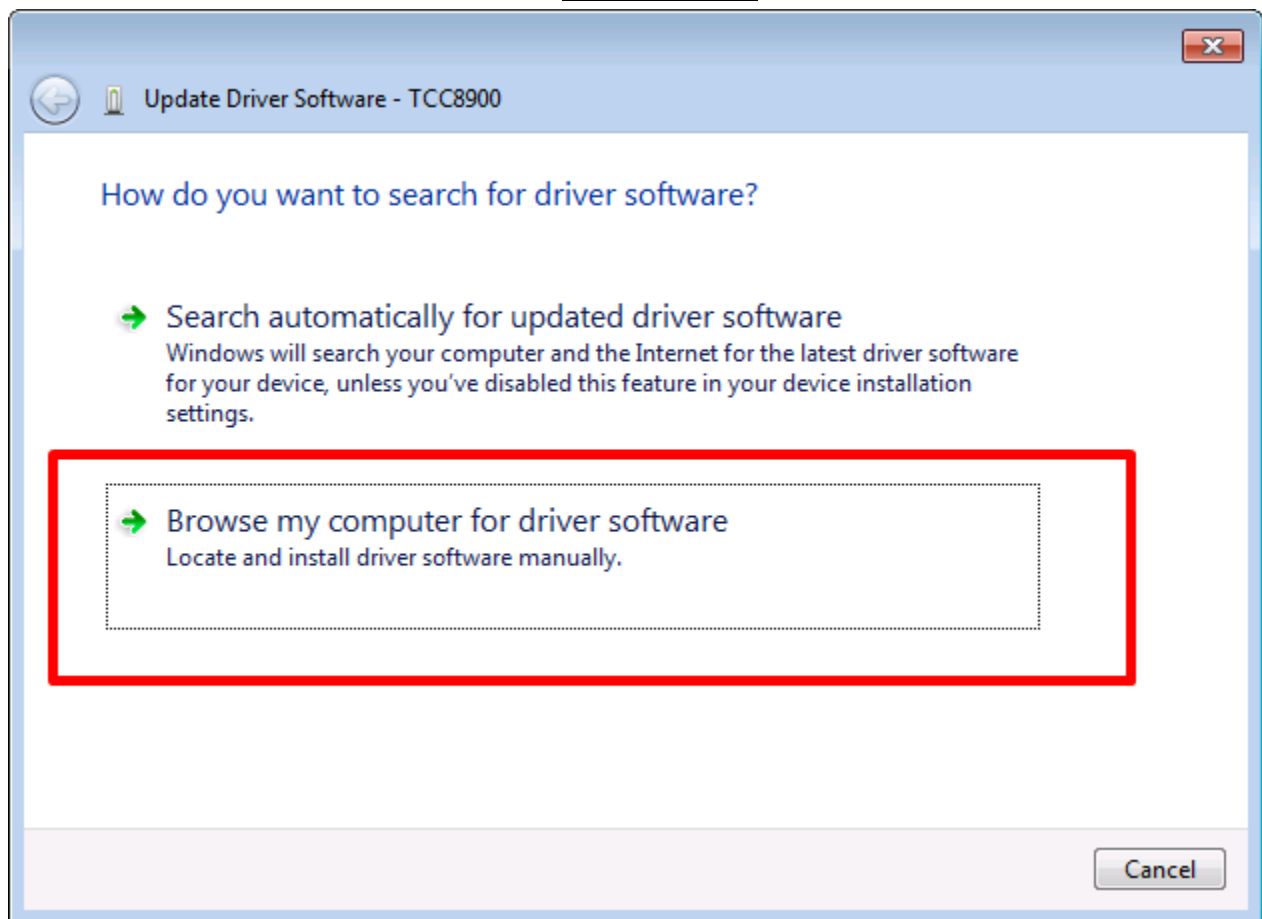 Update Driver Software - TCC8900
How do you want to search for driver software?
Search automatically for updated driver software
Windows will search your computer and the Internet for the latest driver software
for your device, unless you've disabled this feature in your device installation
settings.
Browse my computer for driver software
Locate and install driver software manually.
Cancel